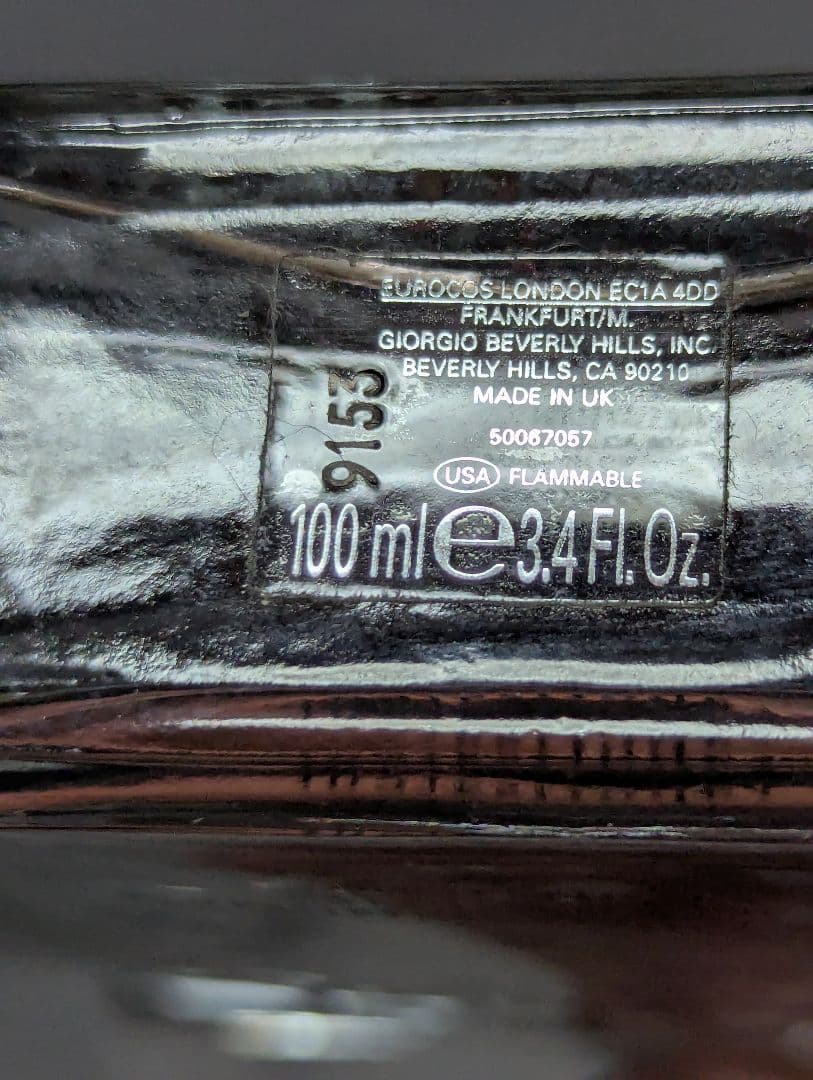 EUROCOS LONDON EC1A 4DD
FRANKFURT/M.
GIORGIO BEVERLY HILLS, INC.
BEVERLY HILLS, CA 90210
MADE IN UK
50067057
USA FLAMMABLE
100 ml e 3.4 Fl. Oz.
9153